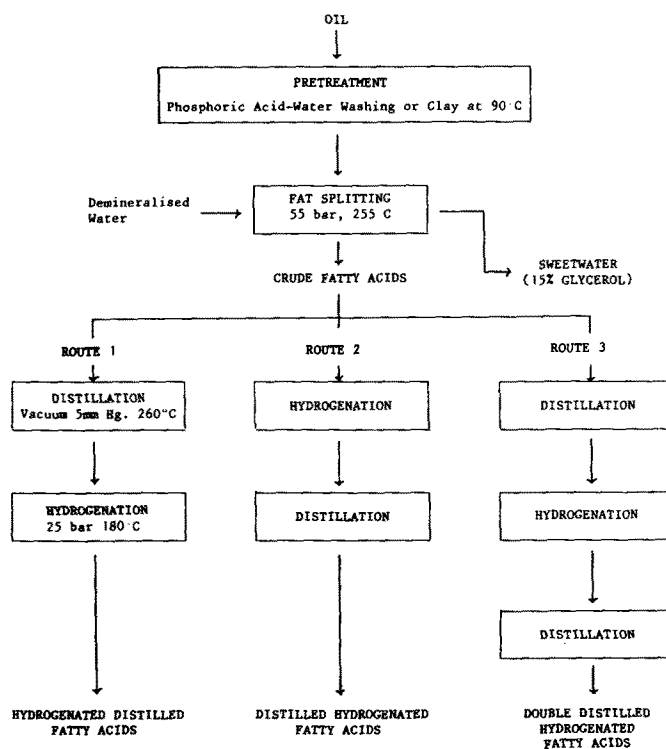 OIL
PRETREATMENT
Phosphoric Acid-Water Washing or Clay at 90°C
Demineralised
Water
FAT SPLITTING
55 bar, 255 C
CRUDE FATTY ACIDS
SWEETWATER
(15% GLYCEROL)
ROUTE 1
ROUTE 2
ROUTE 3
DISTILLATION
Vacuum 5mm Hg. 260°C
HYDROGENATION
DISTILLATION
HYDROGENATION
25 bar 180°C
DISTILLATION
HYDROGENATION
DISTILLATION
HYDROGENATED DISTILLED
FATTY ACIDS
DISTILLED HYDROGENATED
FATTY ACIDS
DOUBLE DISTILLED
HYDROGENATED
FATTY ACIDS